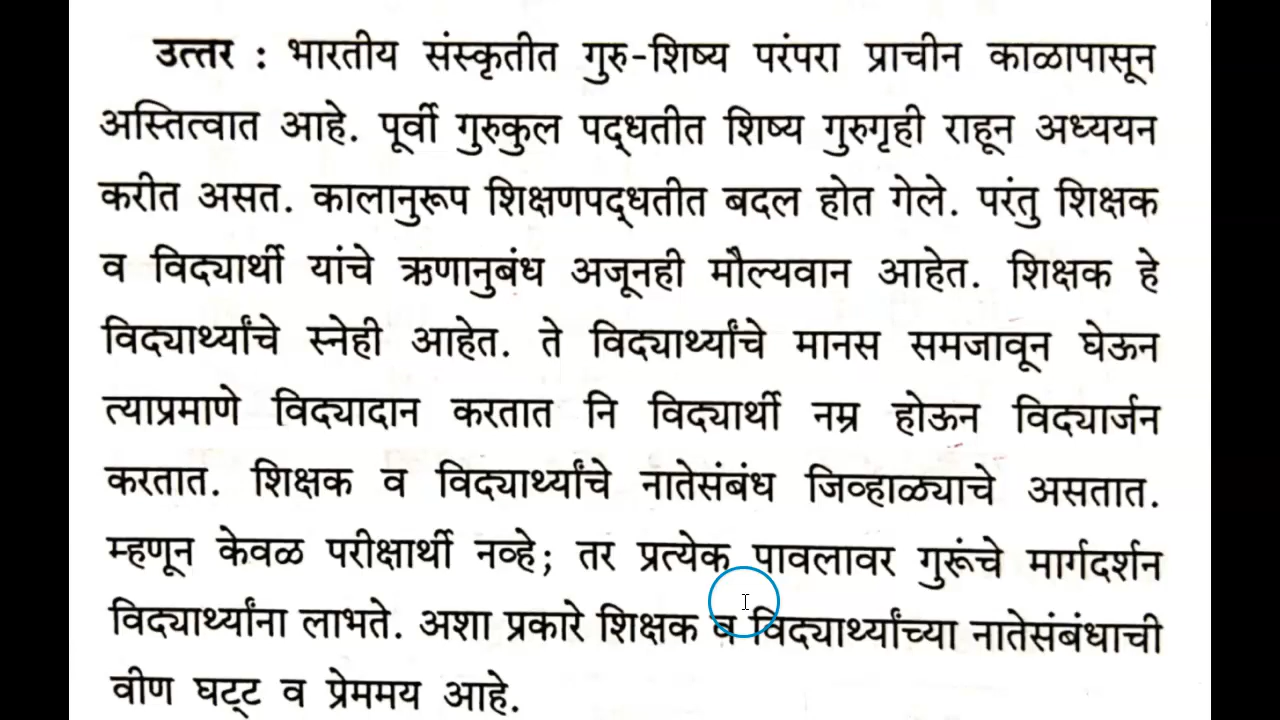 उत्तर : भारतीय संस्कृतीत गुरु-शिष्य परंपरा प्राचीन काळापासून
अस्तित्वात आहे. पूर्वी गुरुकुल पद्धतीत शिष्य गुरुगृही राहून अध्ययन
करीत असत. कालानुरूप शिक्षणपद्धतीत बदल होत गेले. परंतु शिक्षक
व विद्यार्थी यांचे ऋणानुबंध अजूनही मौल्यवान आहेत. शिक्षक हे
विद्यार्थ्यांचे स्नेही आहेत. ते विद्यार्थ्यांचे मानस समजावून घेऊन
त्याप्रमाणे विद्यादान करतात नि विद्यार्थी नम्र होऊन विद्यार्जन
करतात. शिक्षक व विद्यार्थ्यांचे नातेसंबंध जिव्हाळ्याचे असतात.
म्हणून केवळ परीक्षार्थी नव्हे; तर प्रत्येक पावलावर गुरूंचे मार्गदर्शन
विद्यार्थ्यांना लाभते. अशा प्रकारे शिक्षक व विद्यार्थ्यांच्या नातेसंबंधाची
वीण घट्ट व प्रेममय आहे.